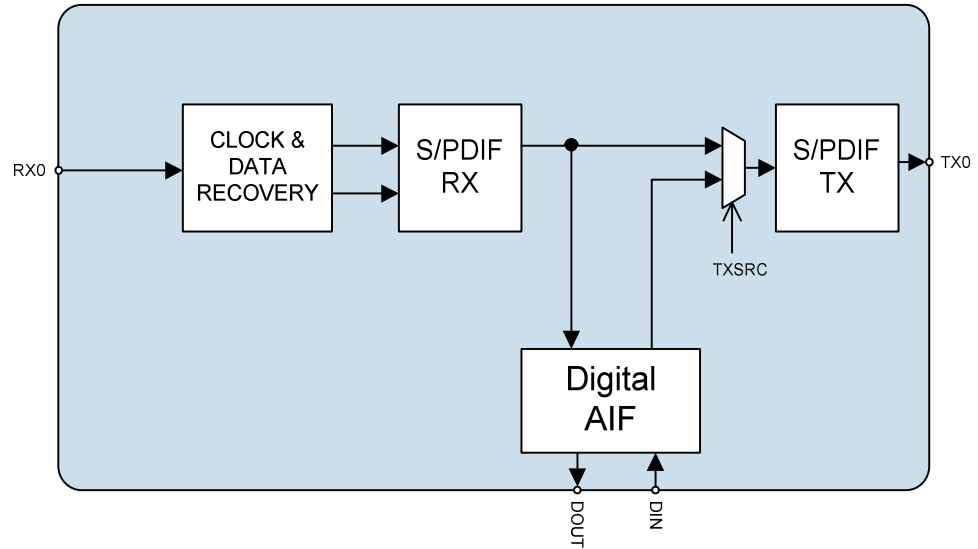 RX0
CLOCK &
DATA
RECOVERY
S/PDIF
RX
S/PDIF
TX
TX0
TXSRC
Digital
AIF
DOUT
DIN